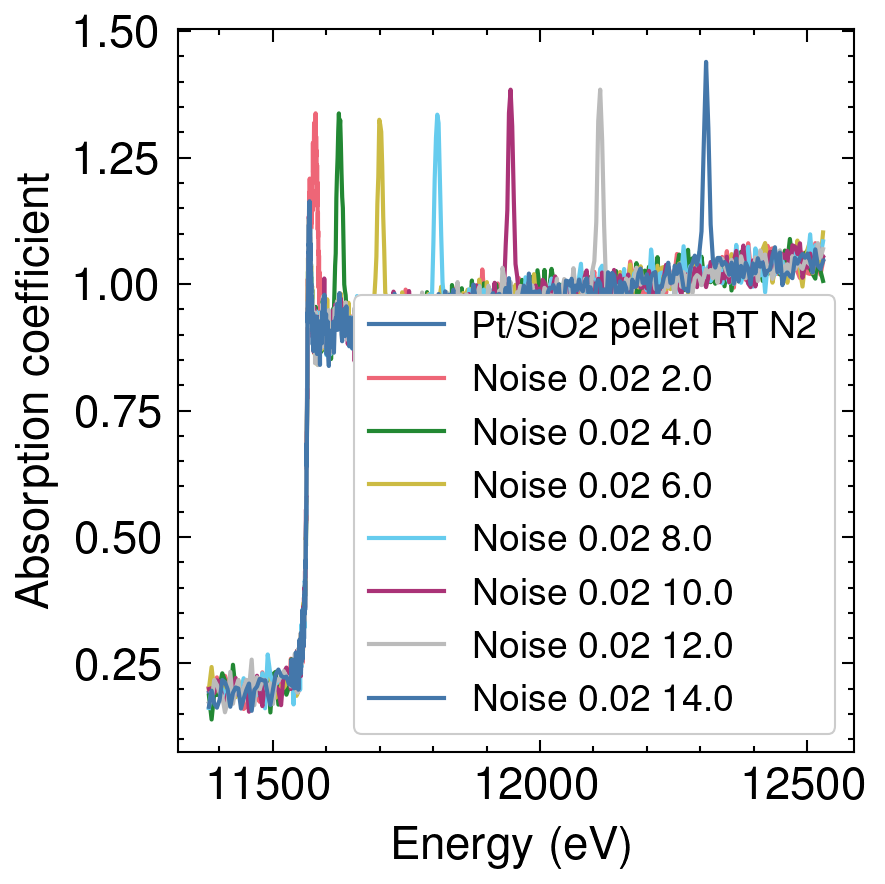 1.50
1.25
1.00
0.75
0.50
0.25
Absorption coefficient
Pt/SiO2 pellet RT N2
Noise 0.02 2.0
Noise 0.02 4.0
Noise 0.02 6.0
Noise 0.02 8.0
Noise 0.02 10.0
Noise 0.02 12.0
Noise 0.02 14.0
11500 12000 12500
Energy (eV)